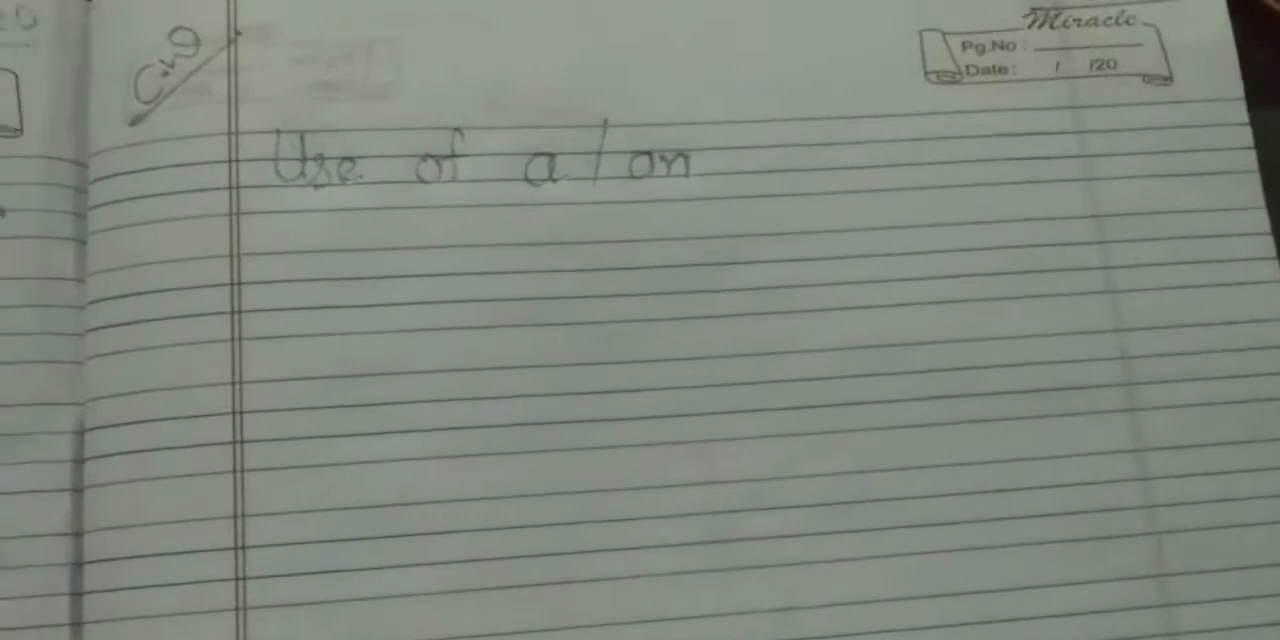 C.W
Miracle
Pg.No :
Date : / /20
Use of a / an